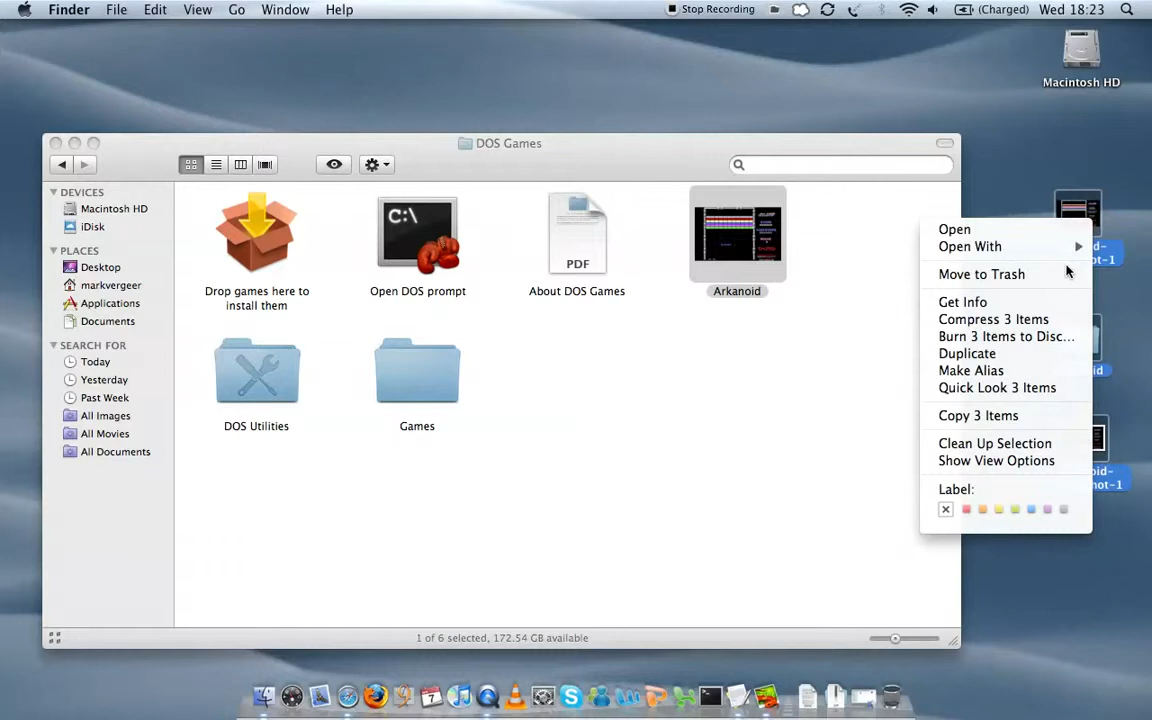 Finder File Edit View Go Window Help
Stop Recording (Charged) Wed 18:23
Macintosh HD
DOS Games
DEVICES
Macintosh HD
iDisk
PLACES
Desktop
markvergeer
Applications
Documents
SEARCH FOR
Today
Yesterday
Past Week
All Images
All Movies
All Documents
C:\
PDF
Drop games here to
install them
Open DOS prompt
About DOS Games
Arkanoid
DOS Utilities
Games
1 of 6 selected, 172.54 GB available
Open
Open With
Move to Trash
Get Info
Compress 3 Items
Burn 3 Items to Disc...
Duplicate
Make Alias
Quick Look 3 Items
Copy 3 Items
Clean Up Selection
Show View Options
Label:
7